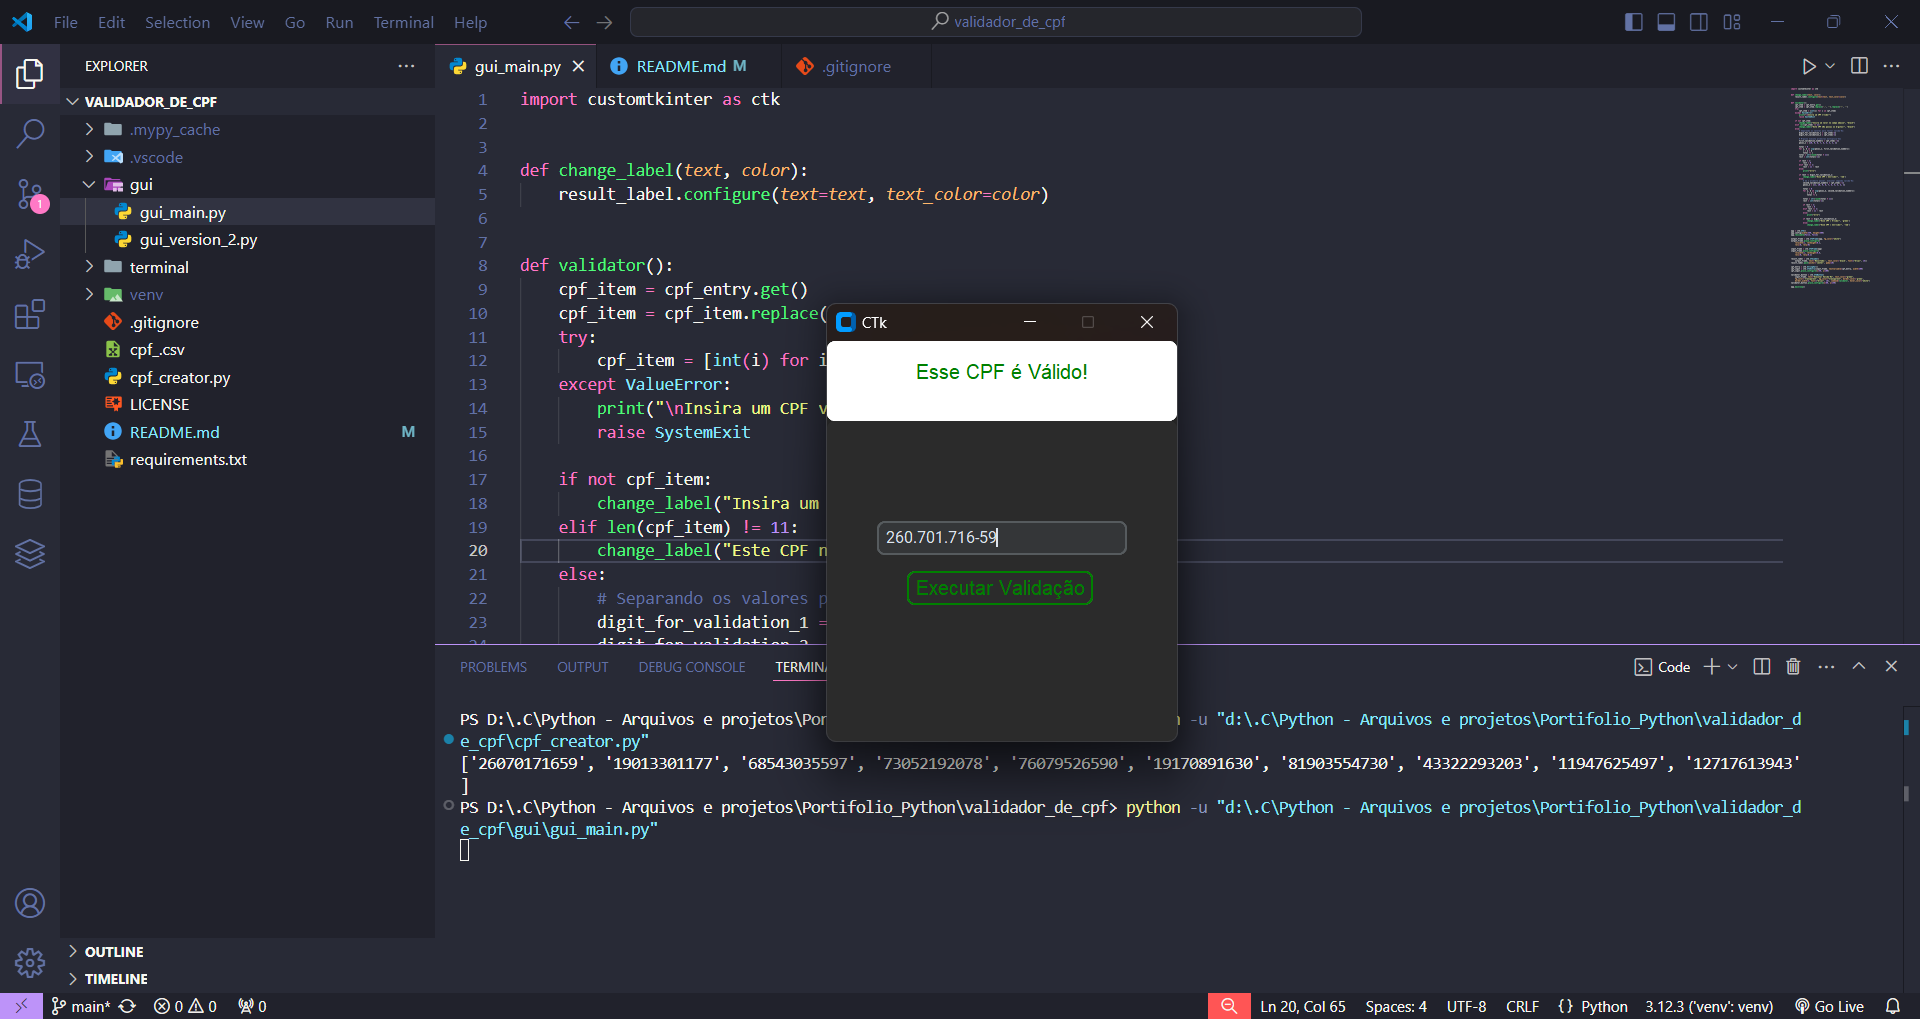 File Edit Selection View Go Run Terminal Help
validador_de_cpf
EXPLORER
VALIDADOR_DE_CPF
.mypy_cache
.vscode
gui
gui_main.py
gui_version_2.py
terminal
venv
.gitignore
cpf_.csv
cpf_creator.py
LICENSE
README.md M
requirements.txt
OUTLINE
TIMELINE
gui_main.py README.md M .gitignore
1 import customtkinter as ctk
2
3
4 def change_label(text, color):
5 result_label.configure(text=text, text_color=color)
6
7
8 def validator():
9 cpf_item = cpf_entry.get()
10 cpf_item = cpf_item.replace(
11 try:
12 cpf_item = [int(i) for i
13 except ValueError:
14 print("\nInsira um CPF v
15 raise SystemExit
16
17 if not cpf_item:
18 change_label("Insira um
19 elif len(cpf_item) != 11:
20 change_label("Este CPF n
21 else:
22 # Separando os valores p
23 digit_for_validation_1 =
24 digit_for_validation_2
CTk
Esse CPF é Válido!
260.701.716-59
Executar Validação
PROBLEMS OUTPUT DEBUG CONSOLE TERMINA
Code
PS D:\.C\Python - Arquivos e projetos\Por n -u "d:\.C\Python - Arquivos e projetos\Portifolio_Python\validador_d
e_cpf\cpf_creator.py"
['26070171659', '19013301177', '68543035597', '73052192078', '76079526590', '19170891630', '81903554730', '43322293203', '11947625497', '12717613943'
]
PS D:\.C\Python - Arquivos e projetos\Portifolio_Python\validador_de_cpf> python -u "d:\.C\Python - Arquivos e projetos\Portifolio_Python\validador_d
e_cpf\gui\gui_main.py"
1
main* 0 0 0 Ln 20, Col 65 Spaces: 4 UTF-8 CRLF {} Python 3.12.3 ('venv': venv) Go Live